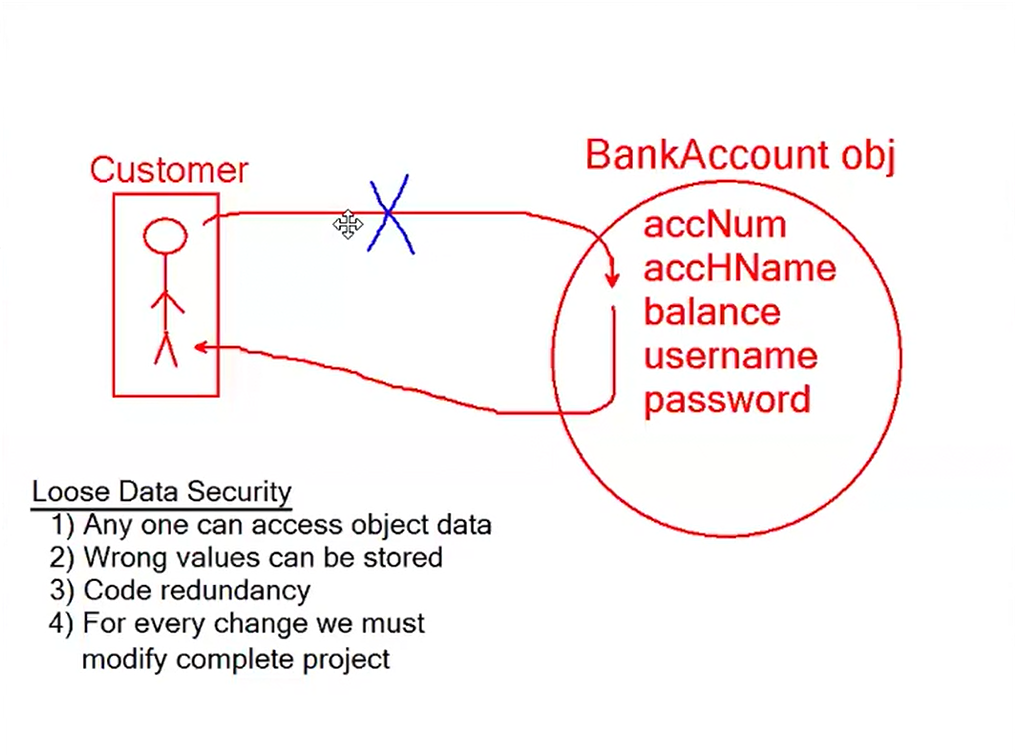 Customer
BankAccount obj
accNum
accHName
balance
username
password
Loose Data Security
1) Any one can access object data
2) Wrong values can be stored
3) Code redundancy
4) For every change we must
modify complete project